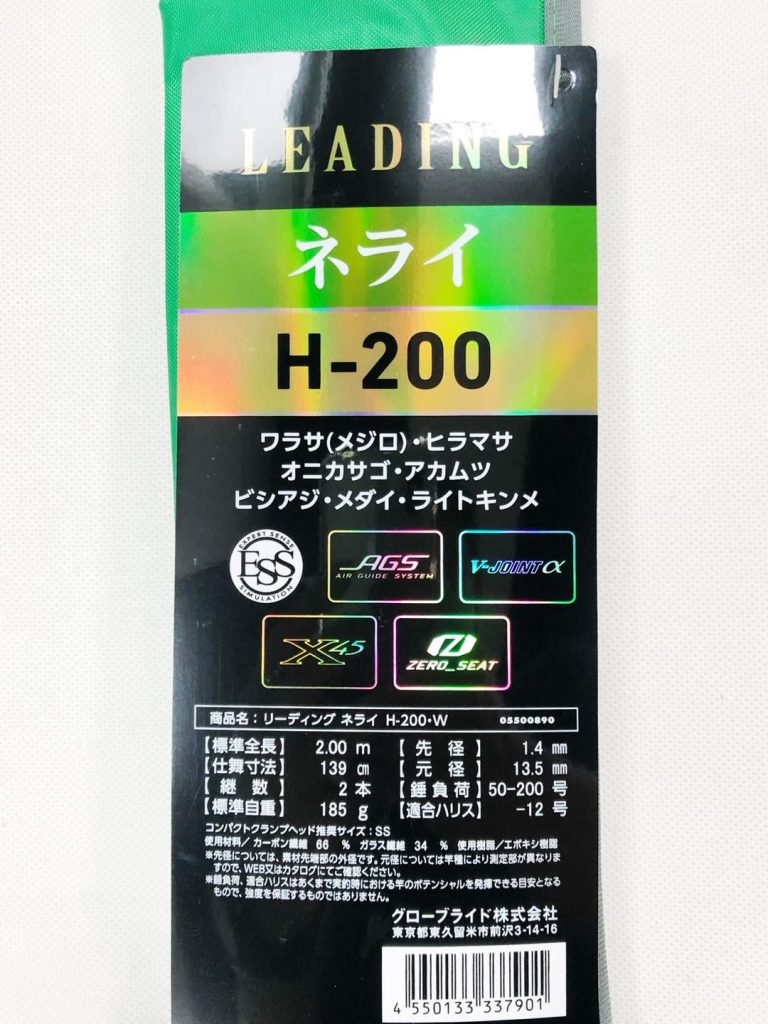 LEADING
ネライ
H-200
ワラサ(メジロ)・ヒラマサ
オニカサゴ・アカムツ
ビシアジ・メダイ・ライトキンメ
EXPERT SENSE
ESS
SIMULATION
AGS
AIR GUIDE SYSTEM
V-JOINT α
X45
ZERO_SEAT
商品名：リーディング ネライ H-200・W 05500890
【標準全長】 2.00 m 【先径】 1.4 mm
【仕舞寸法】 139 cm 【元径】 13.5 mm
【継数】 2 本 【錘負荷】 50-200 号
【標準自重】 185 g 【適合ハリス】 -12 号
コンパクトクランプヘッド推奨サイズ：SS
使用材料/ カーボン繊維 66 % ガラス繊維 34 % 使用樹脂/エポキシ樹脂
※先径については、素材先端部の外径です。元径については竿種により測定部が異なりま
すので、WEB又はカタログにてご確認ください。
※錘負荷、適合ハリスはあくまで実釣時における竿のポテンシャルを発揮できる目安となる
もので、強度を保証するものではありません。
グローブライド株式会社
東京都東久留米市前沢3-14-16
4 550133 337901